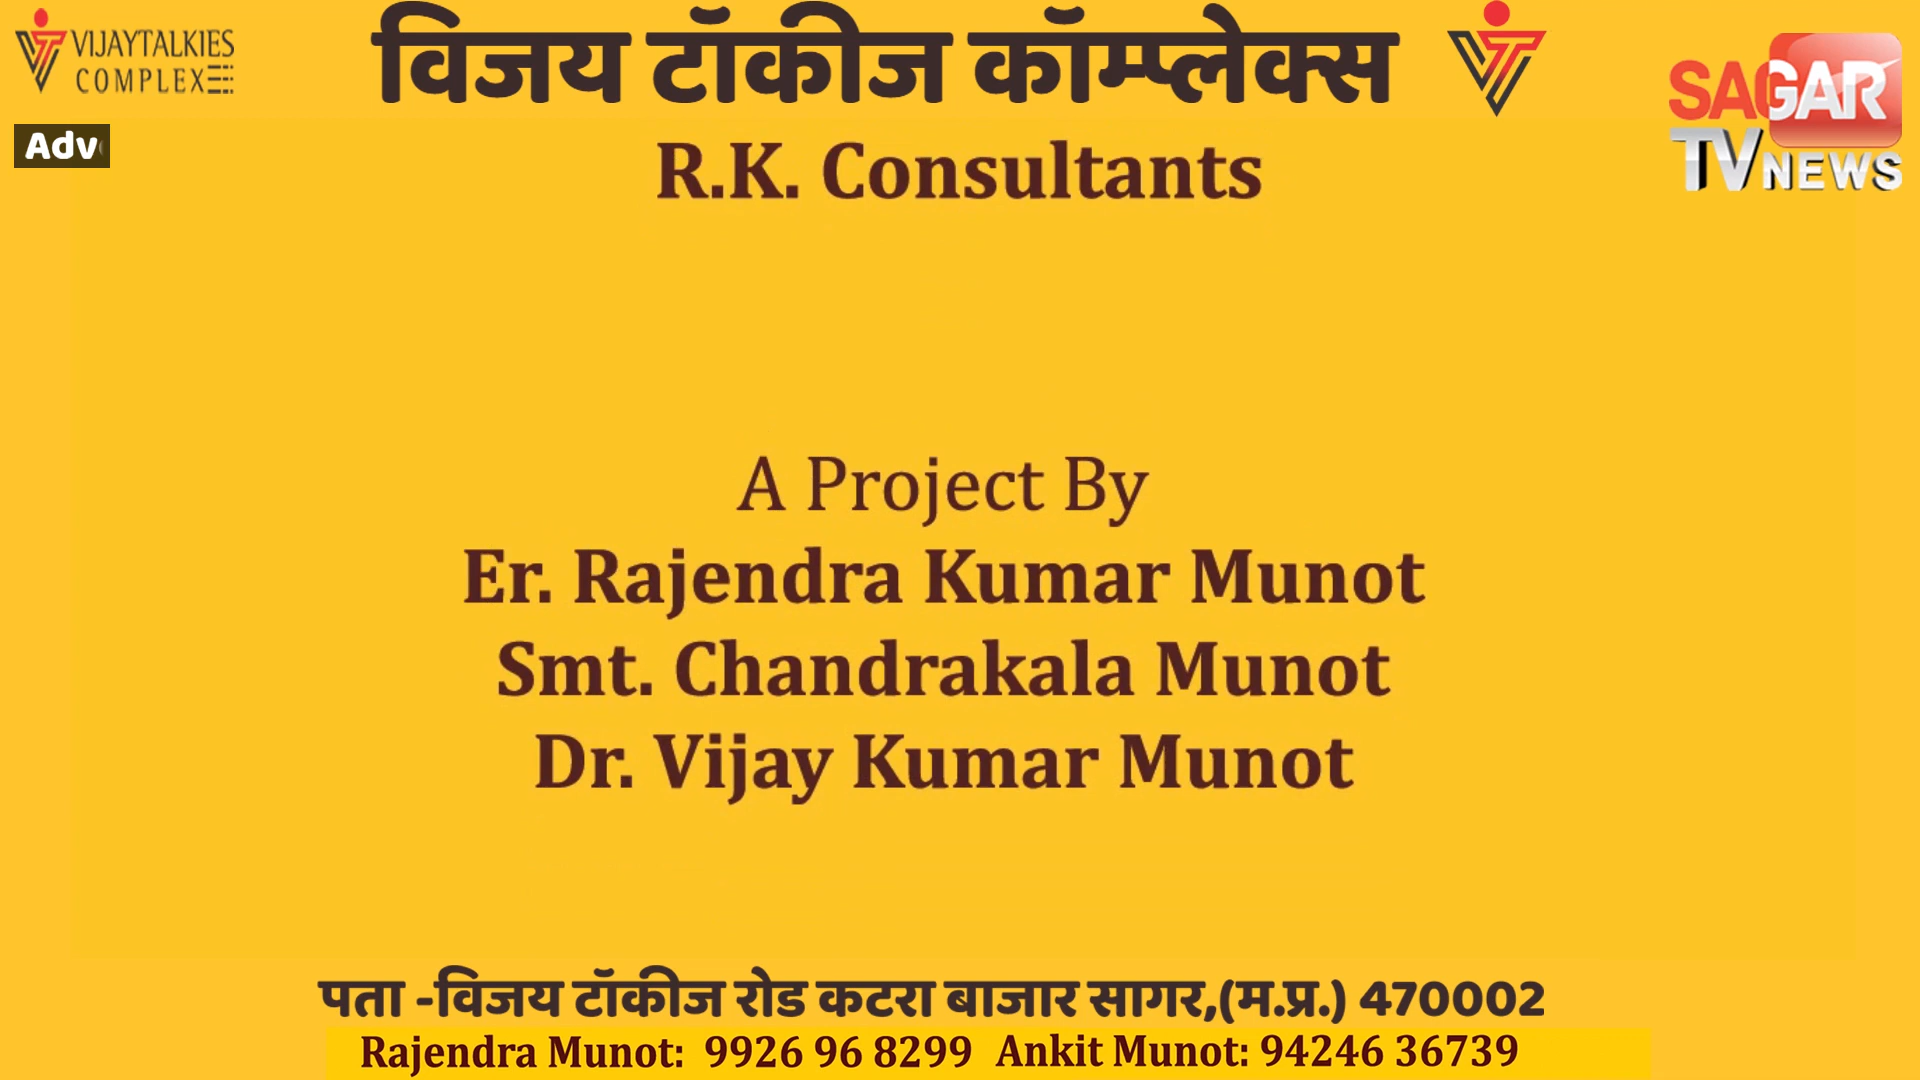 VIJAYTALKIES
COMPLEX
विजय टॉकीज कॉम्प्लेक्स
SAGAR
TV NEWS
Adv
R.K. Consultants
A Project By
Er. Rajendra Kumar Munot
Smt. Chandrakala Munot
Dr. Vijay Kumar Munot
पता -विजय टॉकीज रोड कटरा बाजार सागर,(म.प्र.) 470002
Rajendra Munot: 9926 96 8299 Ankit Munot: 94246 36739